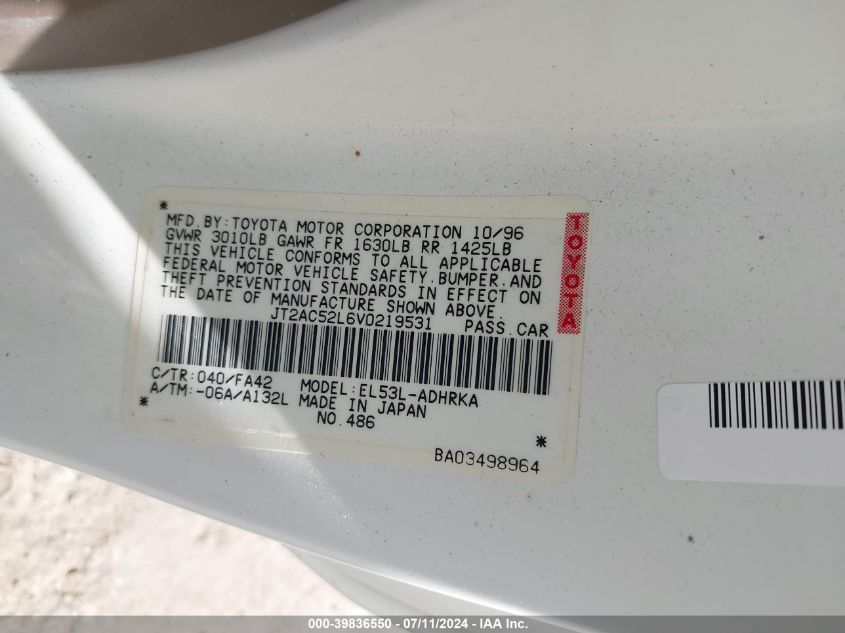 *
MFD.BY:TOYOTA MOTOR CORPORATION 10/96
GVWR 3010LB GAWR FR 1630LB RR 1425LB
THIS VEHICLE CONFORMS TO ALL APPLICABLE
FEDERAL MOTOR VEHICLE SAFETY.BUMPER.AND
THEFT PREVENTION STANDARDS IN EFFECT ON
THE DATE OF MANUFACTURE SHOWN ABOVE.
JT2AC52L6V0219531 PASS.CAR
TOYOTA
C/TR:040/FA42 MODEL:EL53L-ADHRKA
A/TM:-06A/A132L MADE IN JAPAN
* NO.486 *
BA03498964
000-39836550 / 07/11/2024 / IAA Inc.